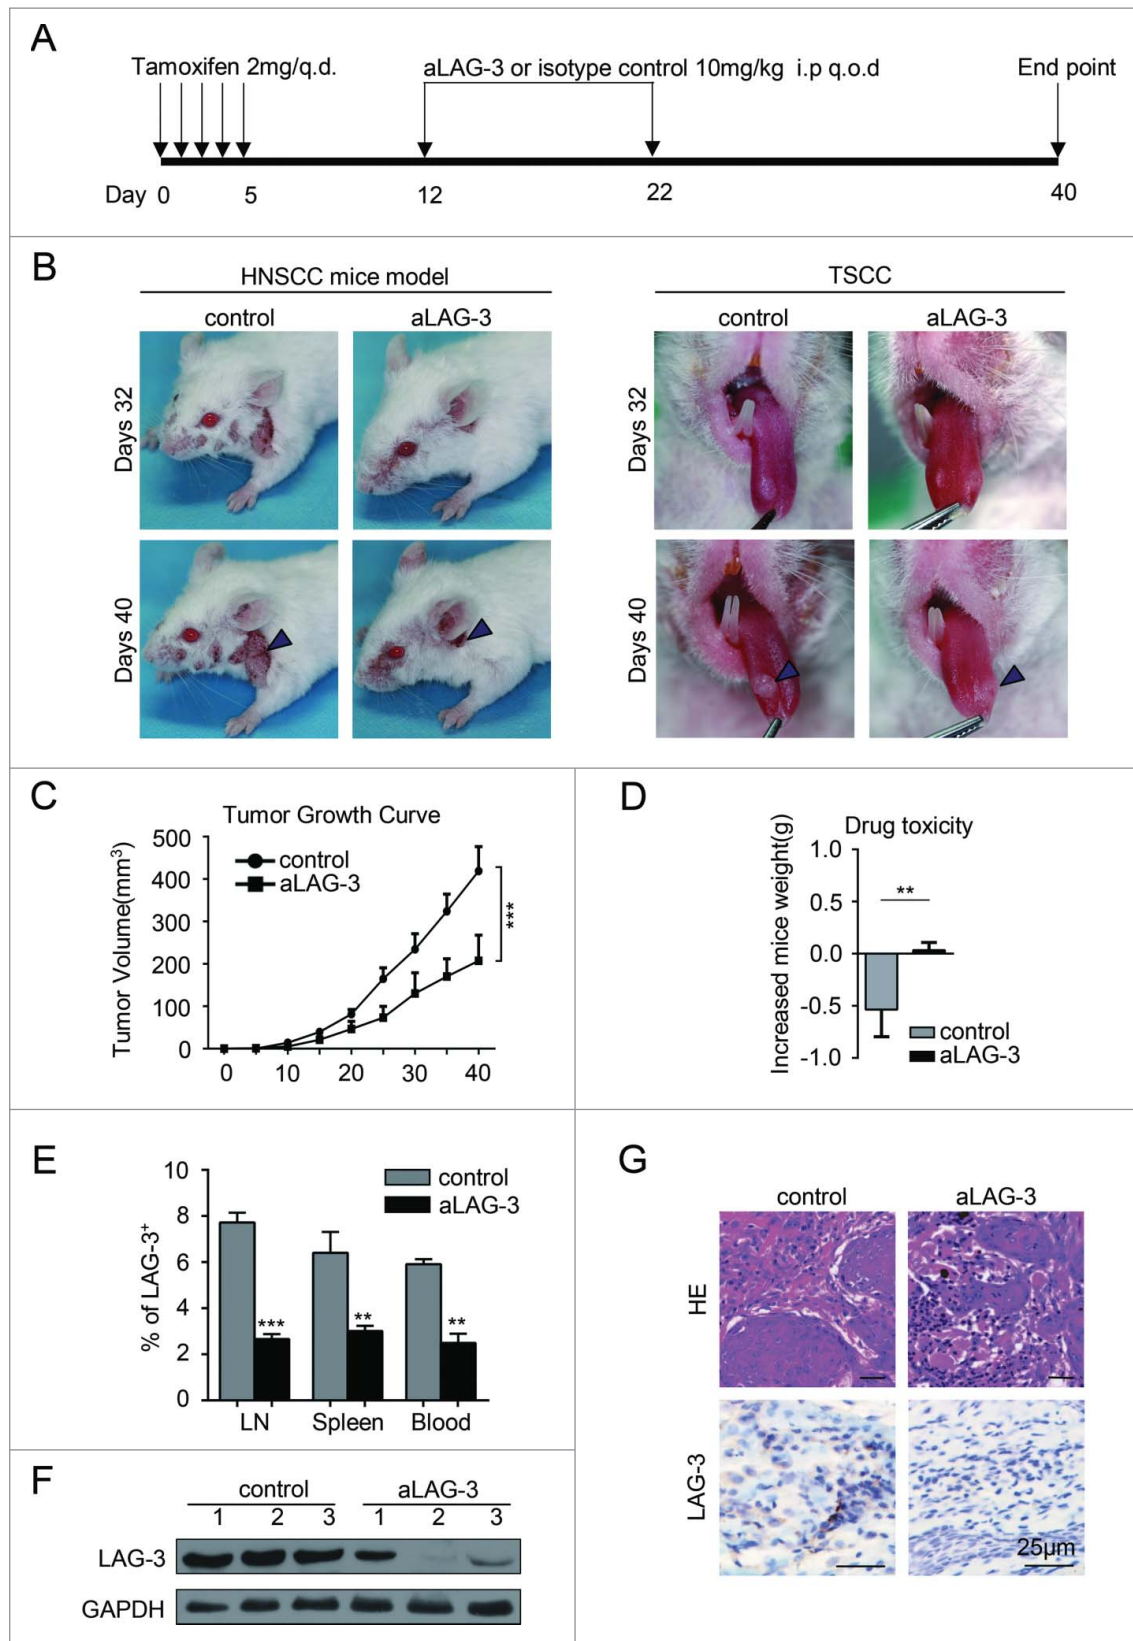 A
Tamoxifen 2mg/q.d.
aLAG-3 or isotype control 10mg/kg i.p q.o.d
End point
Day 0 5 12 22 40
B
HNSCC mice model
TSCC
control aLAG-3 control aLAG-3
Days 32
Days 40
C
Tumor Growth Curve
Tumor Volume(mm³)
500
400
300
200
100
0
control
aLAG-3
***
0 10 20 30 40
D
Drug toxicity
Increased mice weight(g)
1.0
0.5
0.0
-0.5
-1.0
**
control
aLAG-3
E
% of LAG-3⁺
10
8
6
4
2
0
control
aLAG-3
*** ** **
LN Spleen Blood
F
control aLAG-3
1 2 3 1 2 3
LAG-3
GAPDH
G
control aLAG-3
HE
LAG-3
25µm